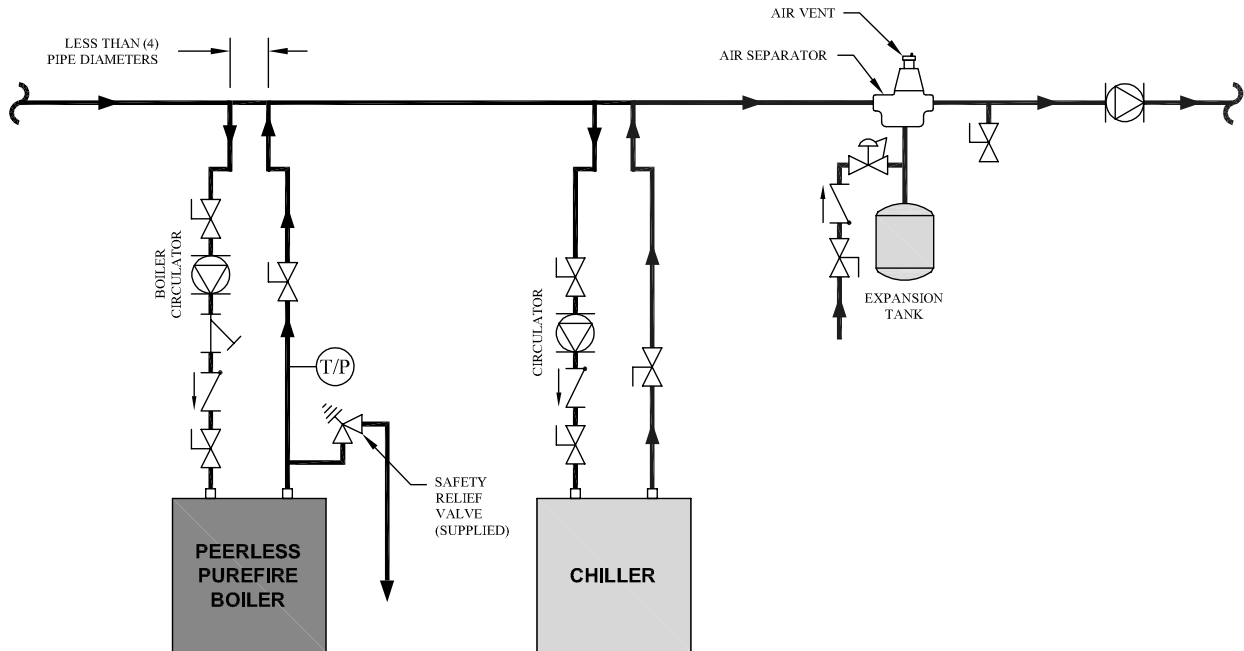 AIR VENT
LESS THAN (4)
PIPE DIAMETERS
AIR SEPARATOR
BOILER
CIRCULATOR
CIRCULATOR
EXPANSION
TANK
T/P
SAFETY
RELIEF
VALVE
(SUPPLIED)
PEERLESS
PUREFIRE
BOILER
CHILLER